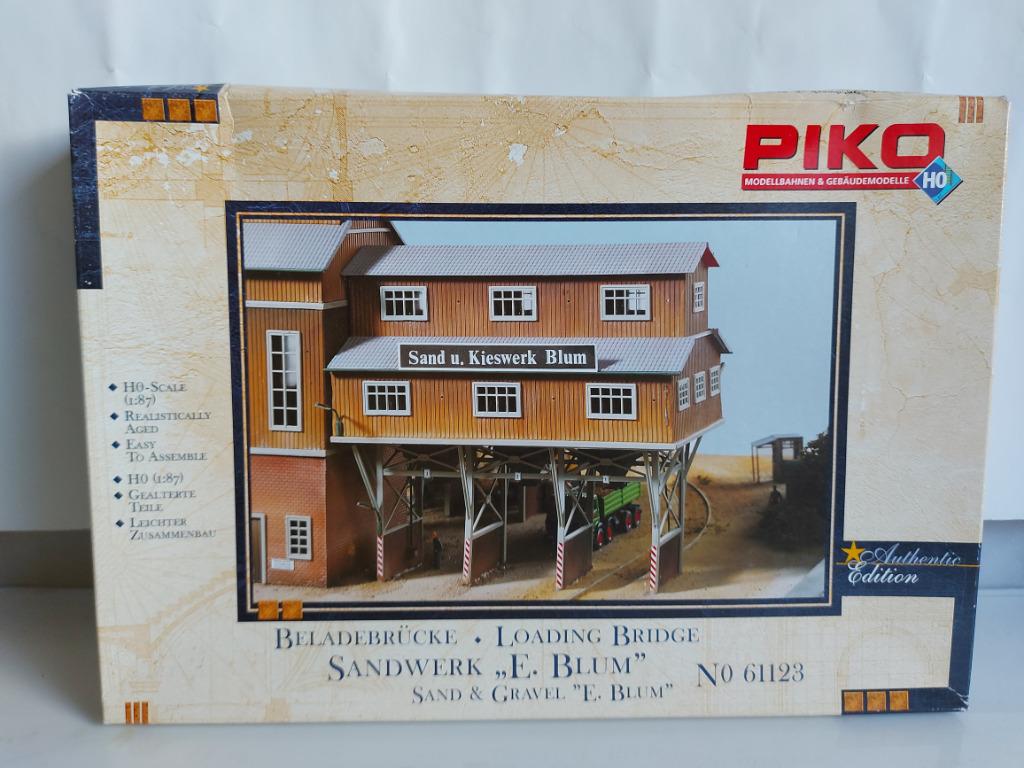 PIKO
MODELLBAHNEN & GEBÄUDEMODELLE
H0
Sand u. Kieswerk Blum
H0-Scale
(1:87)
Realistically
Aged
Easy
To Assemble
H0 (1:87)
Gealterte
Teile
Leichter
Zusammenbau
Authentic
Edition
Beladebrücke · Loading Bridge
Sandwerk „E. Blum”
No 61123
Sand & Gravel "E. Blum"